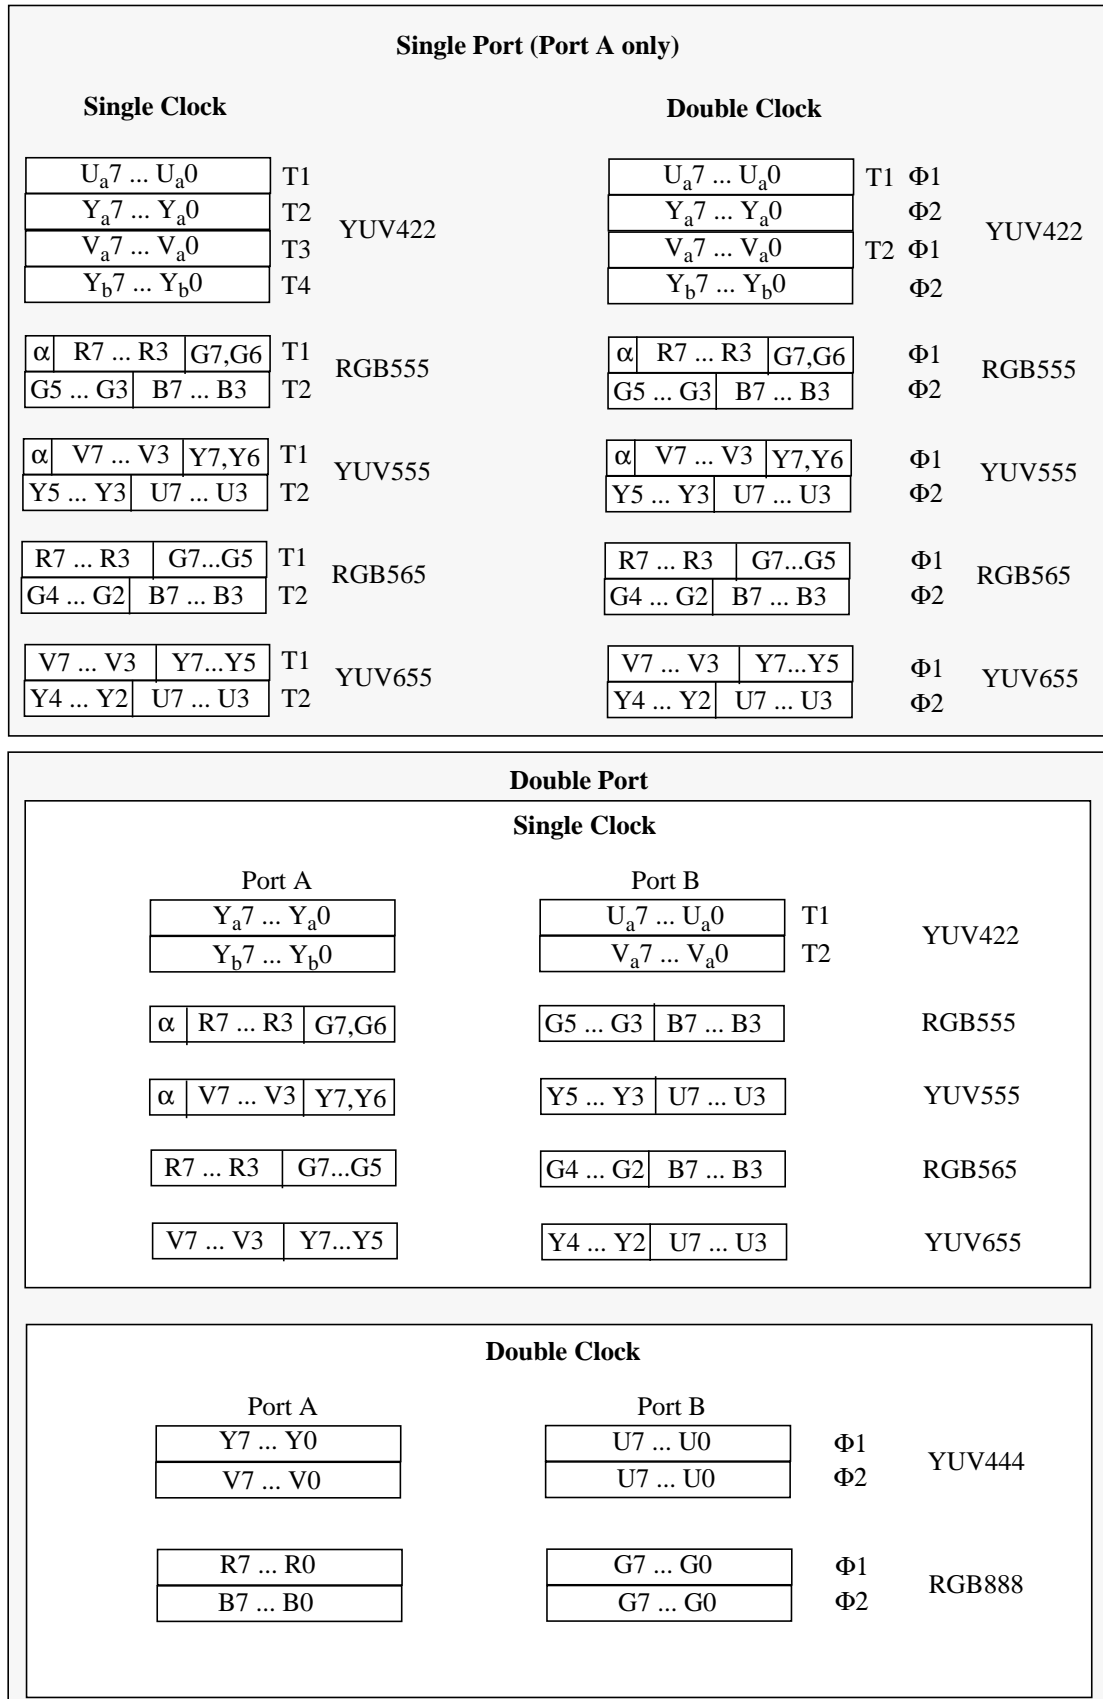 Single Port (Port A only)
Single Clock Double Clock
Ua7 ... Ua0 T1 Ua7 ... Ua0 T1 Φ1
Ya7 ... Ya0 T2 Ya7 ... Ya0 Φ2
YUV422 YUV422
Va7 ... Va0 T3 Va7 ... Va0 T2 Φ1
Yb7 ... Yb0 T4 Yb7 ... Yb0 Φ2
α R7 ... R3 G7,G6 T1 α R7 ... R3 G7,G6 Φ1
RGB555 RGB555
G5 ... G3 B7 ... B3 T2 G5 ... G3 B7 ... B3 Φ2
α V7 ... V3 Y7,Y6 T1 α V7 ... V3 Y7,Y6 Φ1
YUV555 YUV555
Y5 ... Y3 U7 ... U3 T2 Y5 ... Y3 U7 ... U3 Φ2
R7 ... R3 G7...G5 T1 R7 ... R3 G7...G5 Φ1
RGB565 RGB565
G4 ... G2 B7 ... B3 T2 G4 ... G2 B7 ... B3 Φ2
V7 ... V3 Y7...Y5 T1 V7 ... V3 Y7...Y5 Φ1
YUV655 YUV655
Y4 ... Y2 U7 ... U3 T2 Y4 ... Y2 U7 ... U3 Φ2
Double Port
Single Clock
Port A Port B
Ya7 ... Ya0 Ua7 ... Ua0 T1
YUV422
Yb7 ... Yb0 Va7 ... Va0 T2
α R7 ... R3 G7,G6 G5 ... G3 B7 ... B3 RGB555
α V7 ... V3 Y7,Y6 Y5 ... Y3 U7 ... U3 YUV555
R7 ... R3 G7...G5 G4 ... G2 B7 ... B3 RGB565
V7 ... V3 Y7...Y5 Y4 ... Y2 U7 ... U3 YUV655
Double Clock
Port A Port B
Y7 ... Y0 U7 ... U0 Φ1
YUV444
V7 ... V0 U7 ... U0 Φ2
R7 ... R0 G7 ... G0 Φ1
RGB888
B7 ... B0 G7 ... G0 Φ2